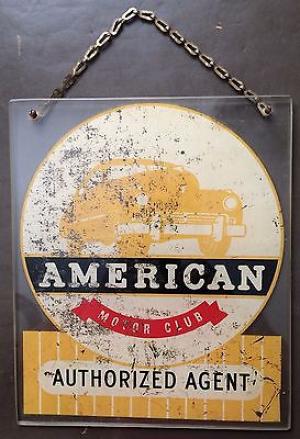 AMERICAN
MOTOR CLUB
AUTHORIZED AGENT